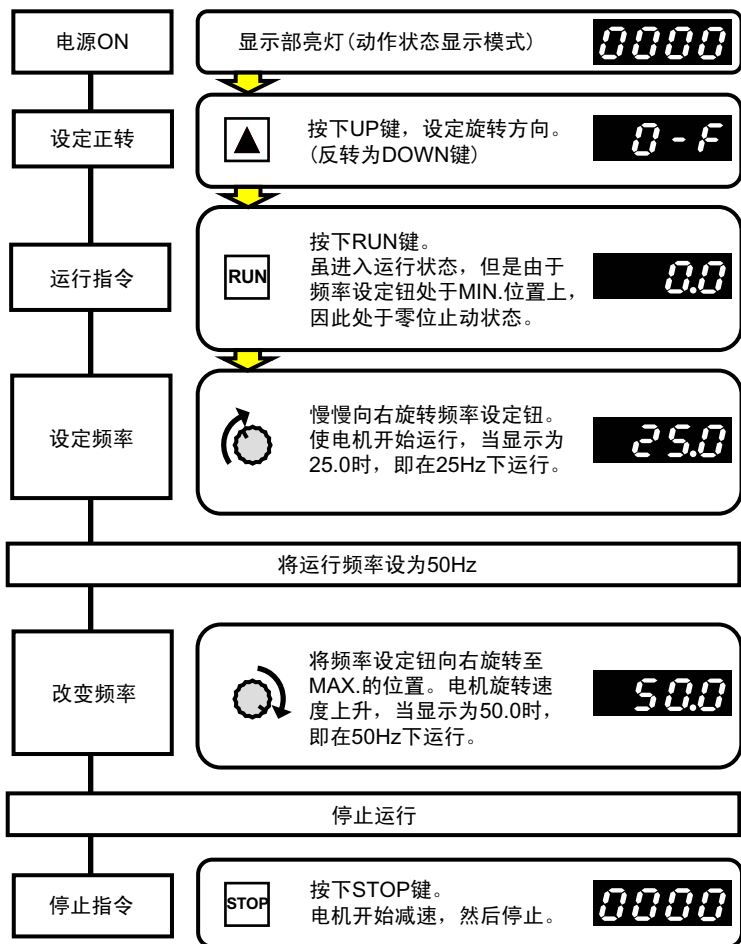 电源ON
显示部亮灯(动作状态显示模式)
0000
设定正转
按下UP键，设定旋转方向。
(反转为DOWN键)
0-F
运行指令
RUN
按下RUN键。
虽进入运行状态，但是由于
频率设定钮处于MIN.位置上，
因此处于零位止动状态。
0.0
设定频率
慢慢向右旋转频率设定钮。
使电机开始运行，当显示为
25.0时，即在25Hz下运行。
25.0
将运行频率设为50Hz
改变频率
将频率设定钮向右旋转至
MAX.的位置。电机旋转速
度上升，当显示为50.0时，
即在50Hz下运行。
50.0
停止运行
停止指令
STOP
按下STOP键。
电机开始减速，然后停止。
0000